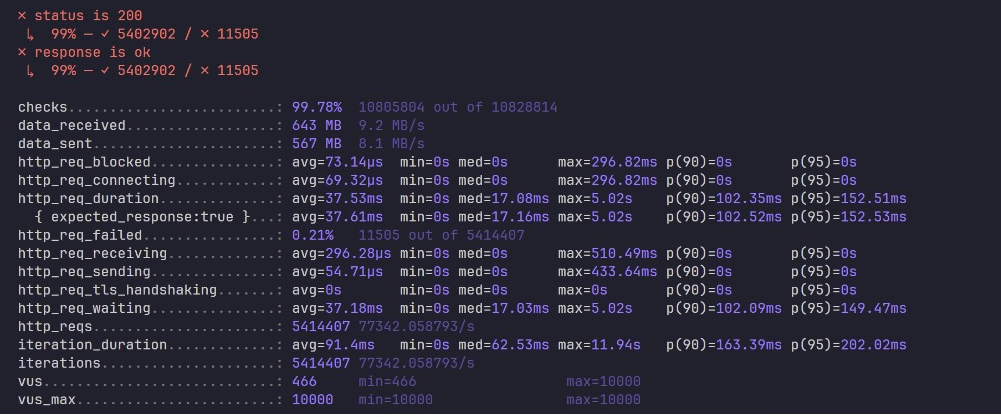 ✗ status is 200
↳ 99% — ✓ 5402902 / ✗ 11505
✗ response is ok
↳ 99% — ✓ 5402902 / ✗ 11505
checks.........................: 99.78% 10805804 out of 10828814
data_received..................: 643 MB 9.2 MB/s
data_sent......................: 567 MB 8.1 MB/s
http_req_blocked...............: avg=73.14µs min=0s med=0s max=296.82ms p(90)=0s p(95)=0s
http_req_connecting............: avg=69.32µs min=0s med=0s max=296.82ms p(90)=0s p(95)=0s
http_req_duration..............: avg=37.53ms min=0s med=17.08ms max=5.02s p(90)=102.35ms p(95)=152.51ms
{ expected_response:true }...: avg=37.61ms min=0s med=17.16ms max=5.02s p(90)=102.52ms p(95)=152.53ms
http_req_failed................: 0.21% 11505 out of 5414407
http_req_receiving.............: avg=296.28µs min=0s med=0s max=510.49ms p(90)=0s p(95)=0s
http_req_sending...............: avg=54.71µs min=0s med=0s max=433.64ms p(90)=0s p(95)=0s
http_req_tls_handshaking.......: avg=0s min=0s med=0s max=0s p(90)=0s p(95)=0s
http_req_waiting...............: avg=37.18ms min=0s med=17.03ms max=5.02s p(90)=102.09ms p(95)=149.47ms
http_reqs......................: 5414407 77342.058793/s
iteration_duration.............: avg=91.4ms min=0s med=62.53ms max=11.94s p(90)=163.39ms p(95)=202.02ms
iterations.....................: 5414407 77342.058793/s
vus............................: 466 min=466 max=10000
vus_max........................: 10000 min=10000 max=10000